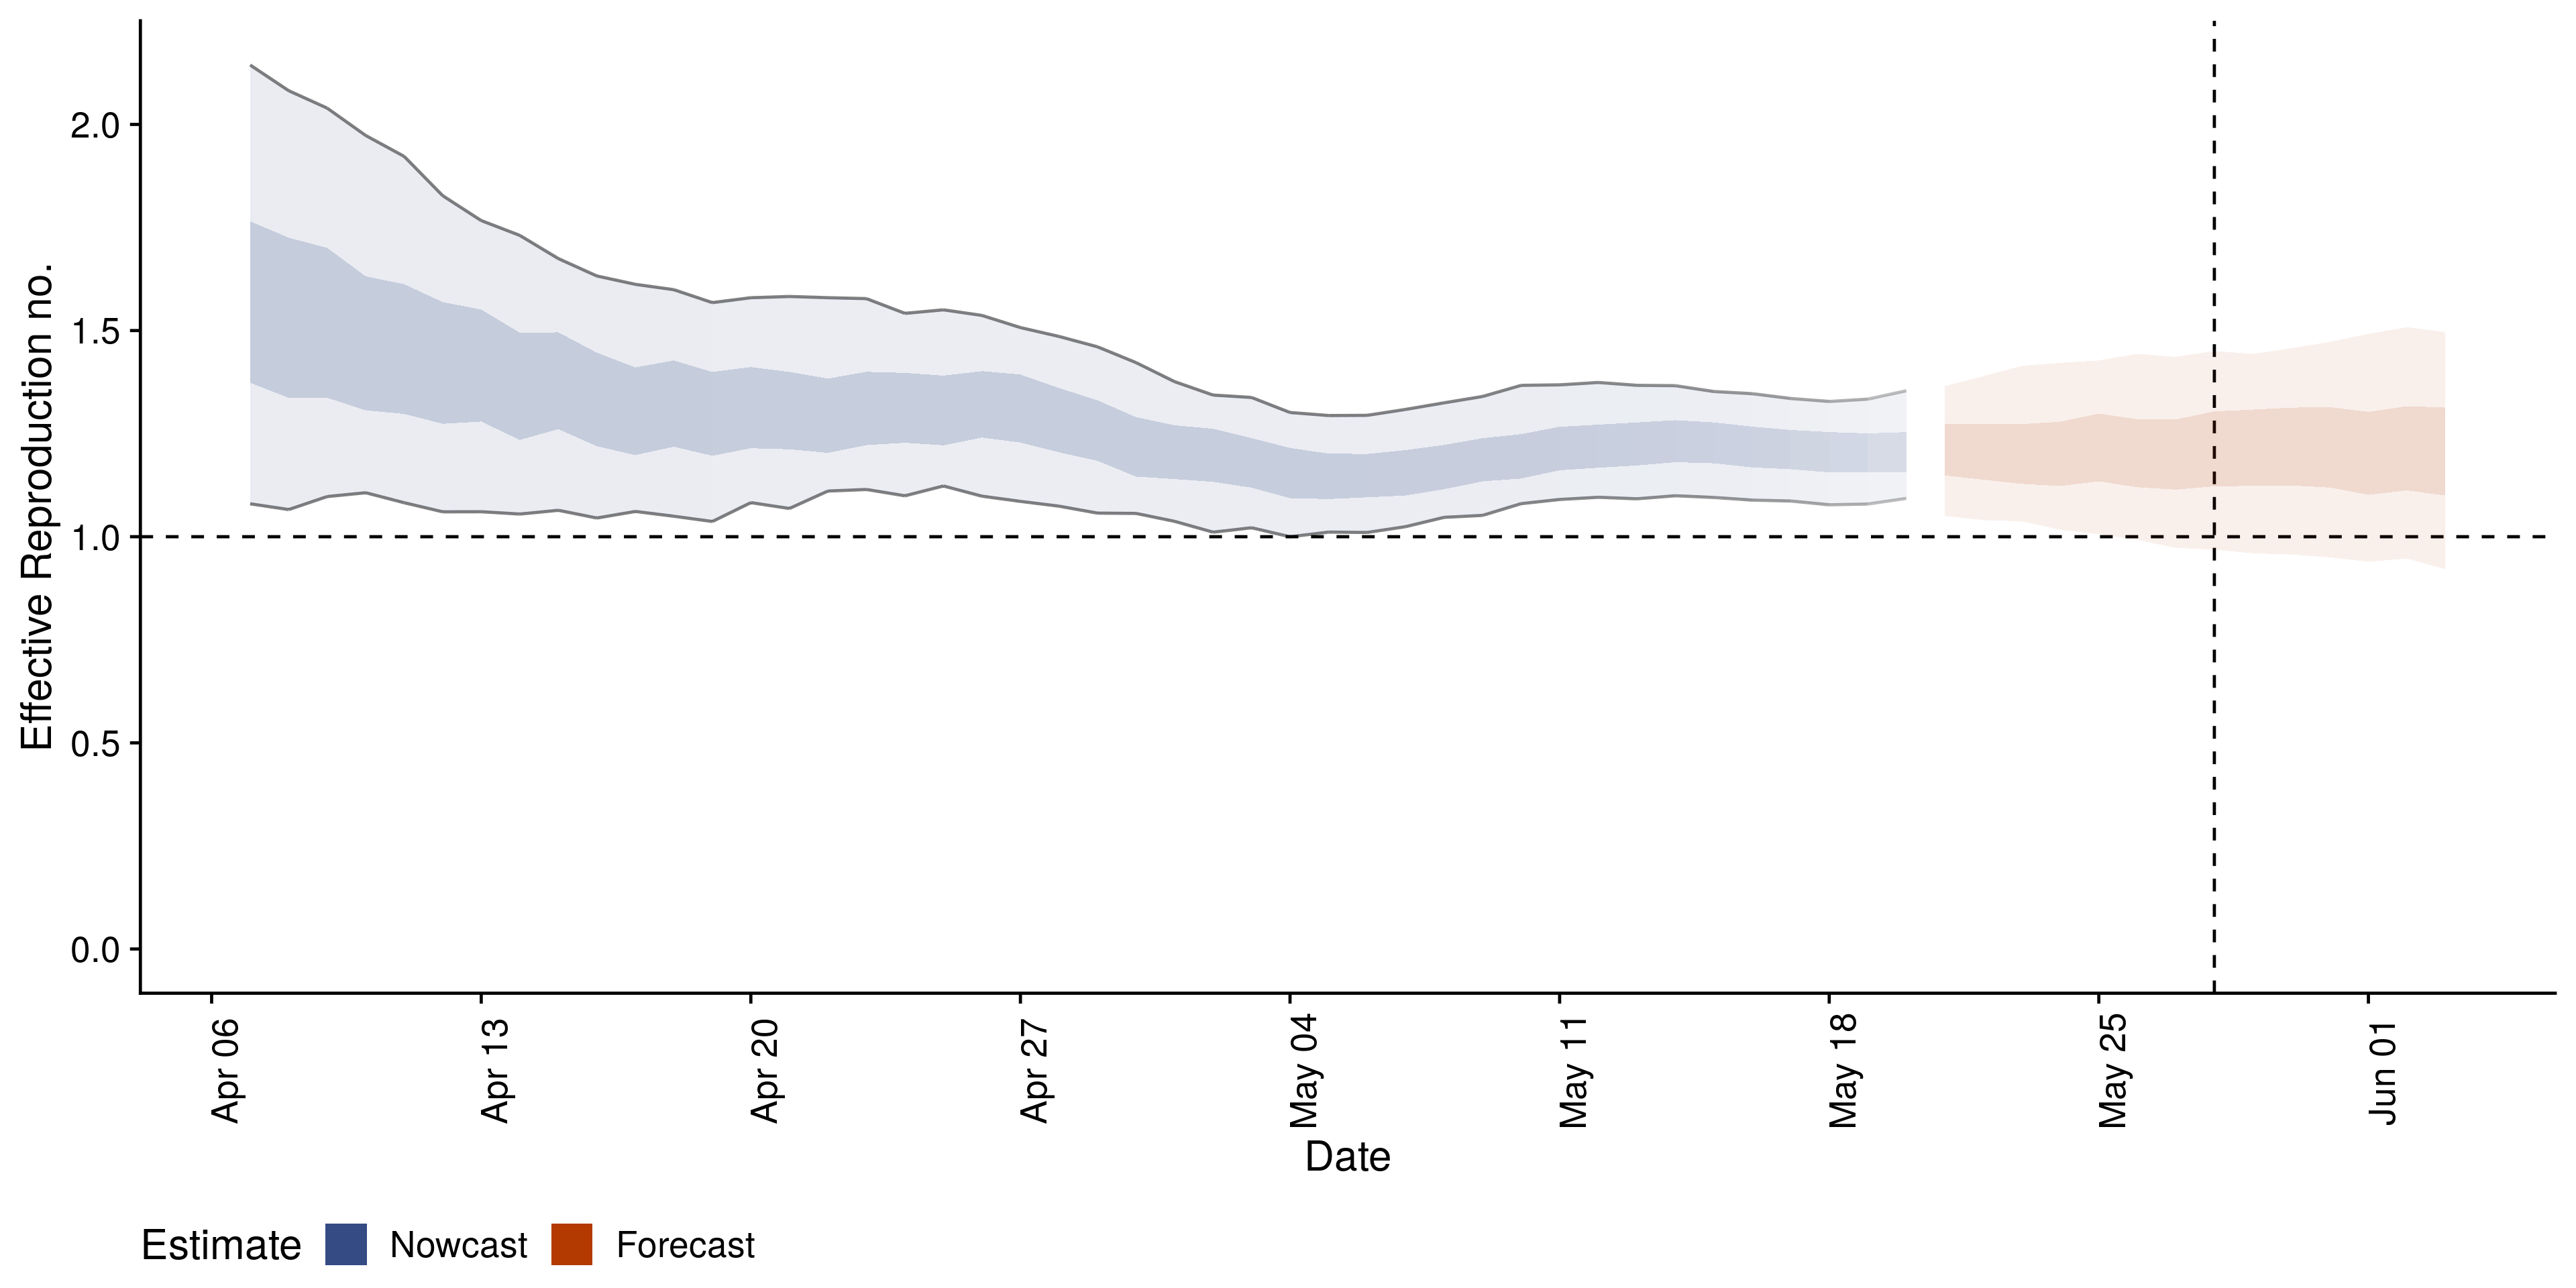 Effective Reproduction no.
2.0
1.5
1.0
0.5
0.0
Apr 06
Apr 13
Apr 20
Apr 27
May 04
May 11
May 18
May 25
Jun 01
Date
Estimate Nowcast Forecast